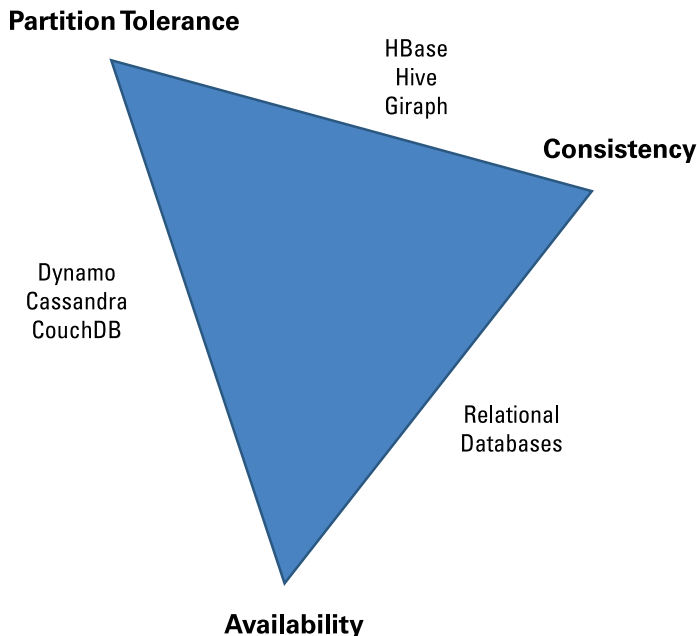 Partition Tolerance
HBase
Hive
Giraph
Consistency
Dynamo
Cassandra
CouchDB
Relational
Databases
Availability